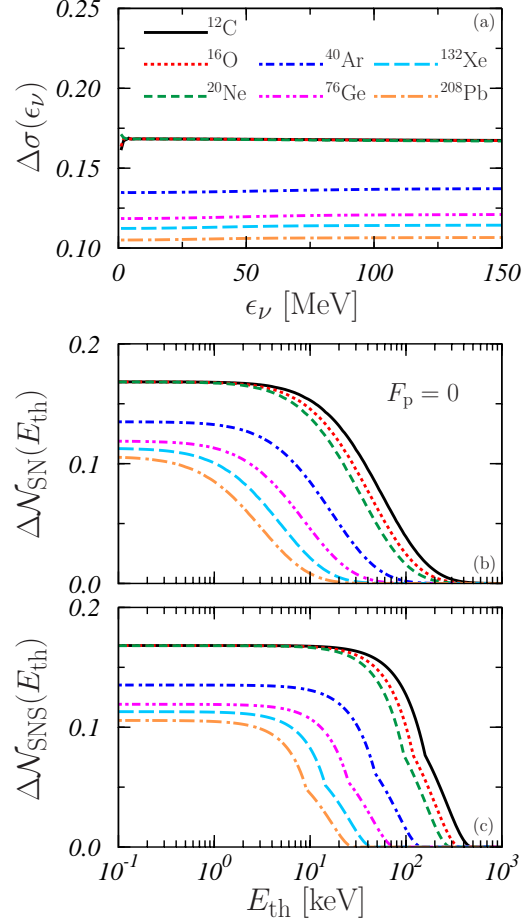 (a)
¹²C
¹⁶O ⁴⁰Ar ¹³²Xe
²⁰Ne ⁷⁶Ge ²⁰⁸Pb
0.25
0.20
0.15
0.10
Δσ(ϵ_ν)
0 50 100 150
ϵ_ν [MeV]
0.2
0.1
0.0
Δ𝒩_SN(E_th)
F_p = 0
(b)
0.2
0.1
0.0
Δ𝒩_SNS(E_th)
(c)
10⁻¹ 10⁰ 10¹ 10² 10³
E_th [keV]